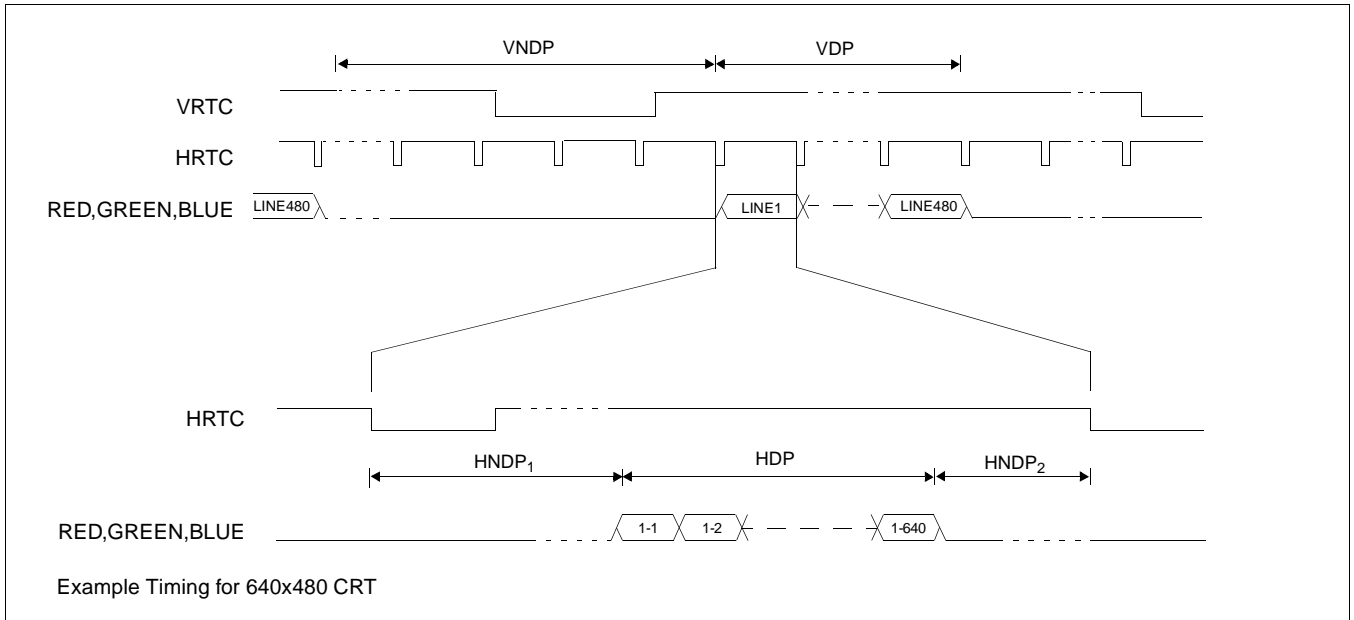 VNDP VDP
VRTC
HRTC
RED,GREEN,BLUE LINE480 LINE1 LINE480
HRTC
HNDP1 HDP HNDP2
RED,GREEN,BLUE 1-1 1-2 1-640
Example Timing for 640x480 CRT